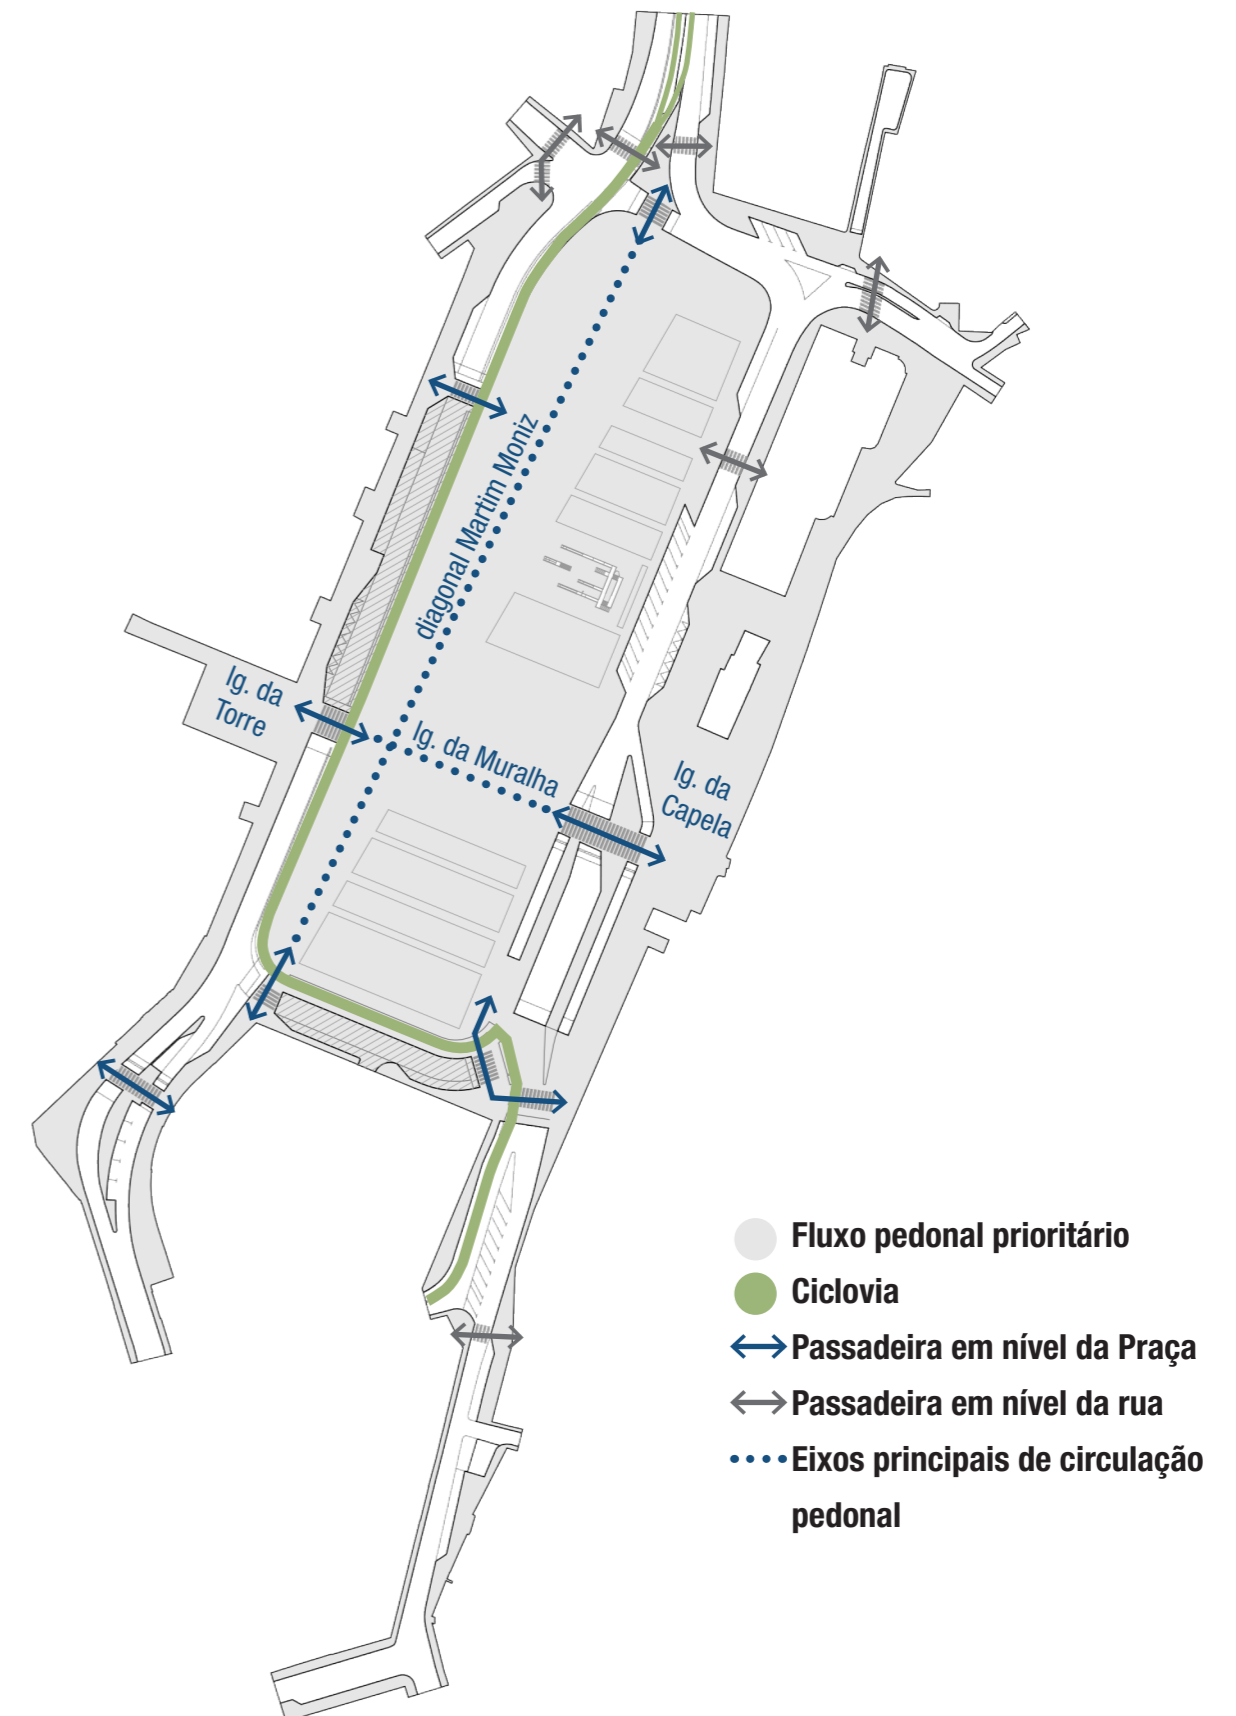 diagonal Martim Moniz
lg. da
Torre
lg. da Muralha
lg. da
Capela
Fluxo pedonal prioritário
Ciclovia
Passadeira em nível da Praça
Passadeira em nível da rua
Eixos principais de circulação
pedonal